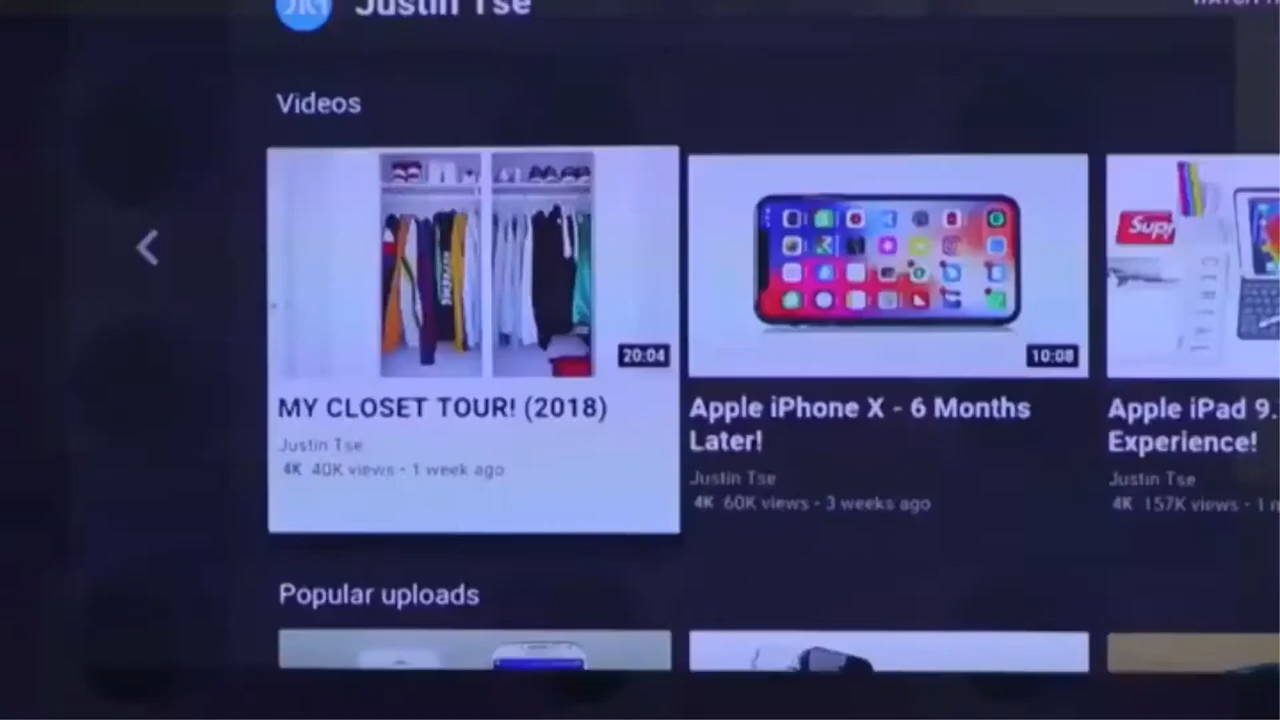 Justin Tse
Videos
20:04
10:08
MY CLOSET TOUR! (2018)
Justin Tse
4K 40K views • 1 week ago
Apple iPhone X - 6 Months
Later!
Justin Tse
4K 60K views • 3 weeks ago
Apple iPad 9.
Experience!
Justin Tse
4K 157K views • 1
Popular uploads